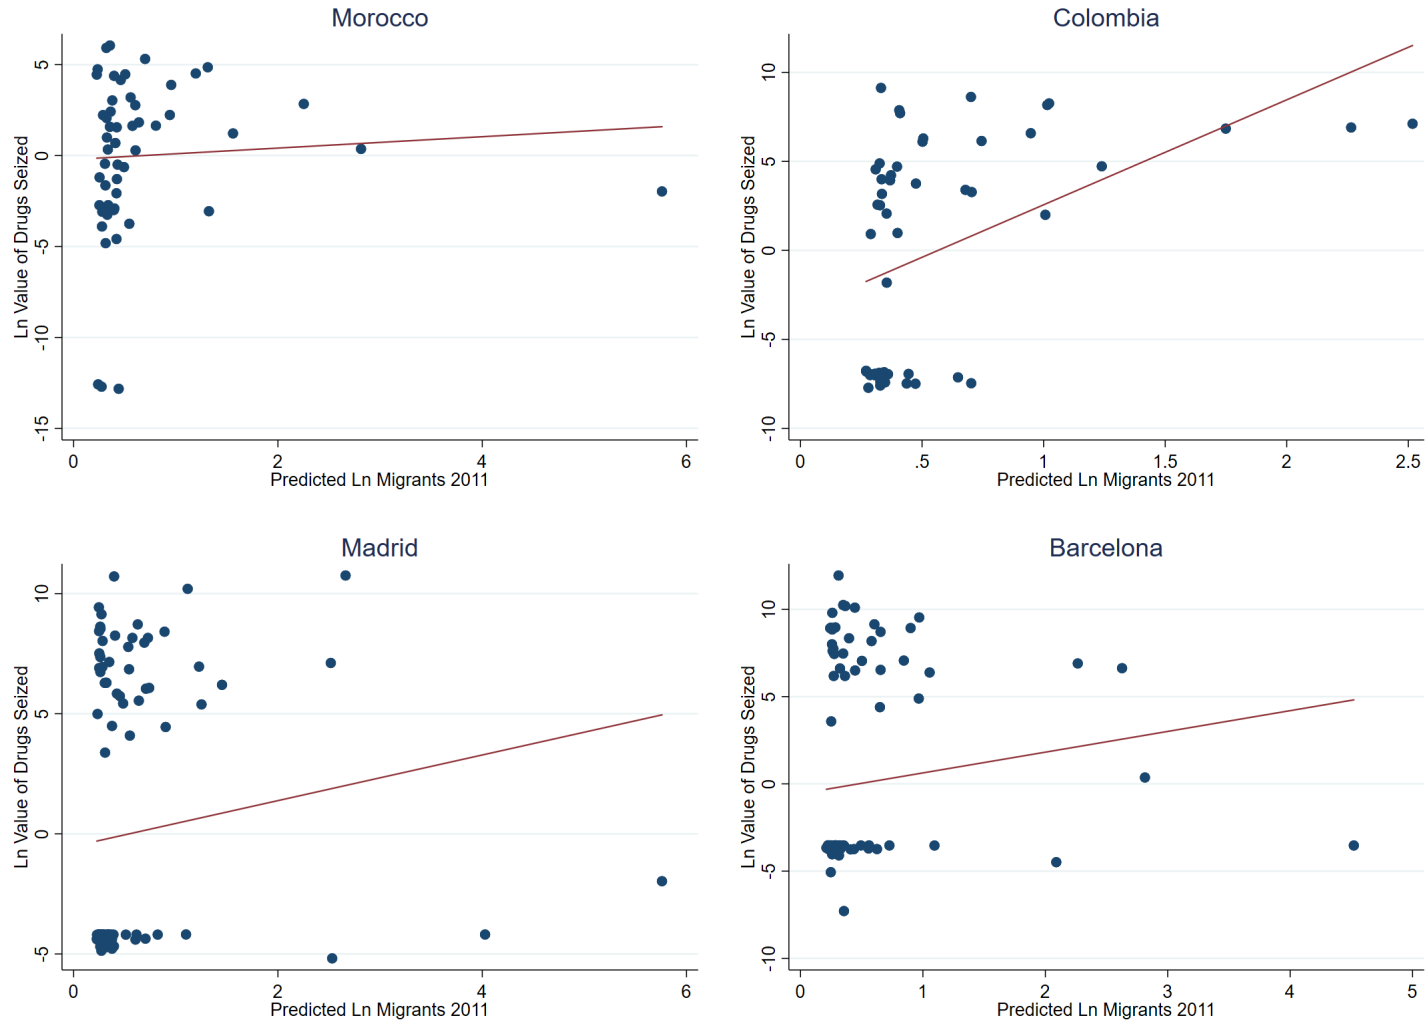 Morocco
Ln Value of Drugs Seized
5
0
-5
-10
-15
0 2 4 6
Predicted Ln Migrants 2011
Colombia
Ln Value of Drugs Seized
10
5
0
-5
-10
0 .5 1 1.5 2 2.5
Predicted Ln Migrants 2011
Madrid
Ln Value of Drugs Seized
10
5
0
-5
0 2 4 6
Predicted Ln Migrants 2011
Barcelona
Ln Value of Drugs Seized
10
5
0
-5
-10
0 1 2 3 4 5
Predicted Ln Migrants 2011